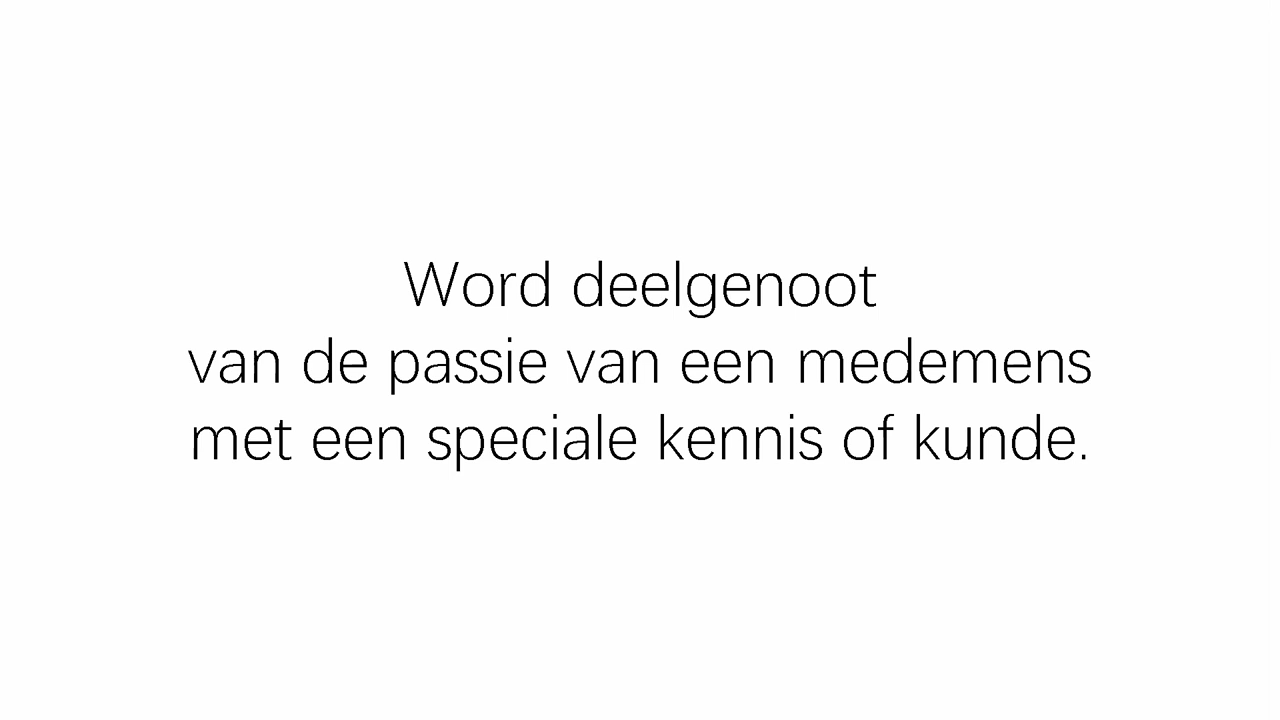 Word deelgenoot
van de passie van een medemens
met een speciale kennis of kunde.